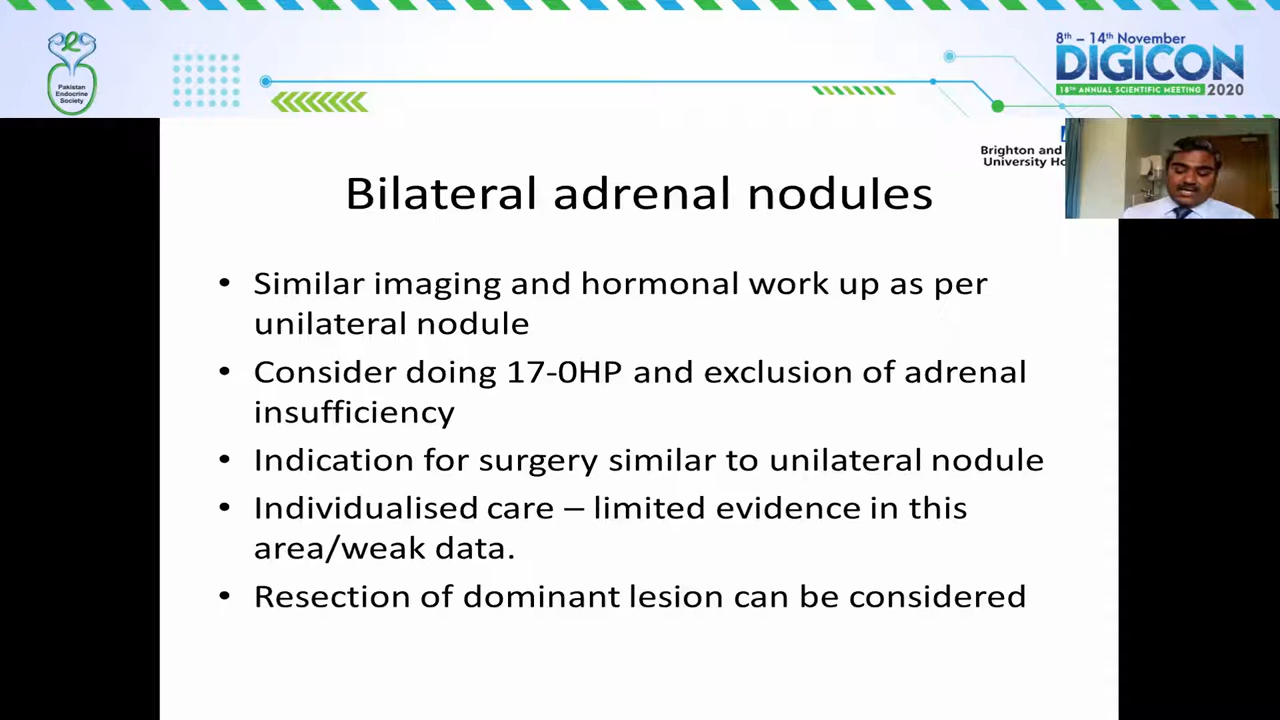 Pakistan
Endocrine
Society
8th – 14th November
DIGICON
18TH ANNUAL SCIENTIFIC MEETING 2020
Brighton and
University
Bilateral adrenal nodules
• Similar imaging and hormonal work up as per
unilateral nodule
• Consider doing 17-0HP and exclusion of adrenal
insufficiency
• Indication for surgery similar to unilateral nodule
• Individualised care – limited evidence in this
area/weak data.
• Resection of dominant lesion can be considered